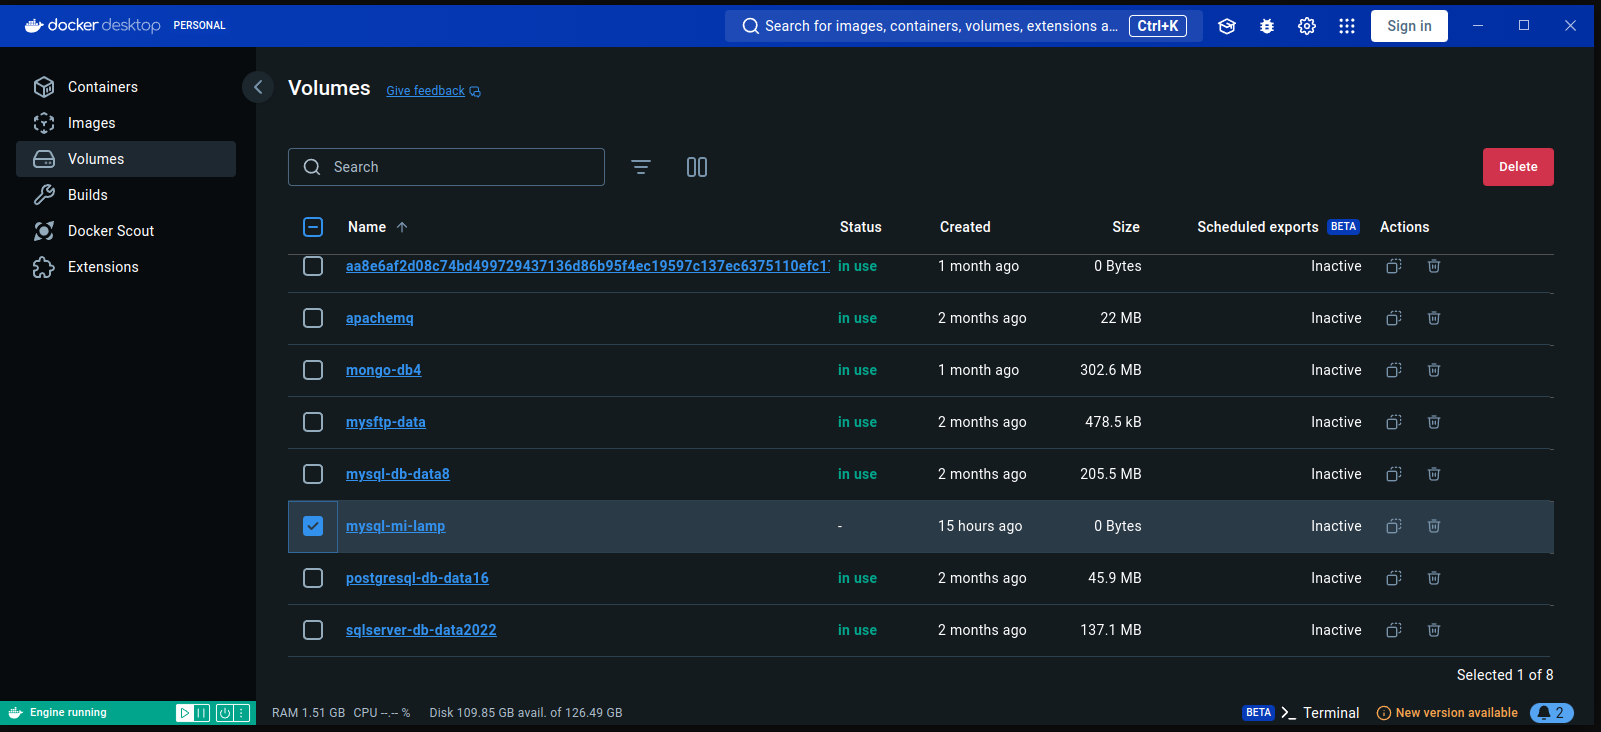 docker desktop PERSONAL
Search for images, containers, volumes, extensions a... Ctrl+K
Sign in
Containers
Images
Volumes
Builds
Docker Scout
Extensions
Volumes Give feedback
Search
Delete
Name Status Created Size Scheduled exports BETA Actions
aa8e6af2d08c74bd499729437136d86b95f4ec19597c137ec6375110efc1 in use 1 month ago 0 Bytes Inactive
apachemq in use 2 months ago 22 MB Inactive
mongo-db4 in use 1 month ago 302.6 MB Inactive
mysftp-data in use 2 months ago 478.5 kB Inactive
mysql-db-data8 in use 2 months ago 205.5 MB Inactive
mysql-mi-lamp - 15 hours ago 0 Bytes Inactive
postgresql-db-data16 in use 2 months ago 45.9 MB Inactive
sqlserver-db-data2022 in use 2 months ago 137.1 MB Inactive
Selected 1 of 8
Engine running
RAM 1.51 GB CPU --.-- % Disk 109.85 GB avail. of 126.49 GB
BETA Terminal New version available 2